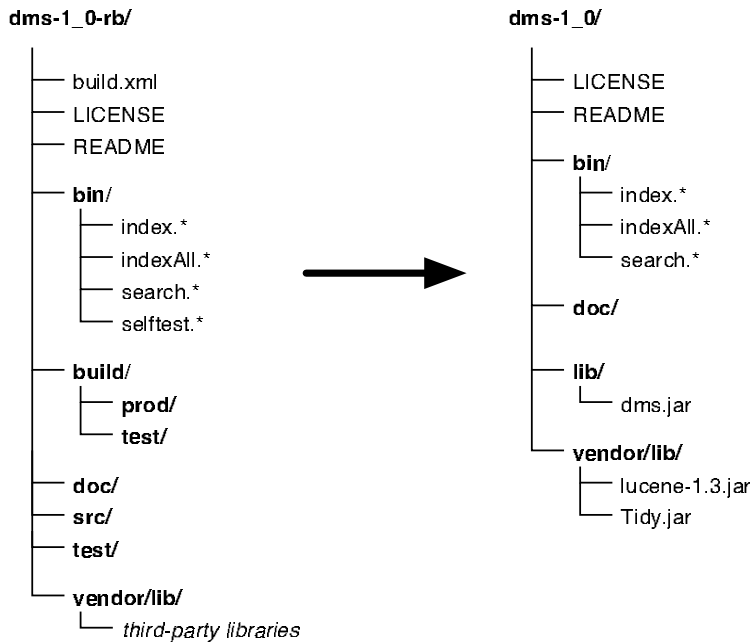 dms-1_0-rb/
build.xml
LICENSE
README
bin/
index.*
indexAll.*
search.*
selftest.*
build/
prod/
test/
doc/
src/
test/
vendor/lib/
third-party libraries
dms-1_0/
LICENSE
README
bin/
index.*
indexAll.*
search.*
doc/
lib/
dms.jar
vendor/lib/
lucene-1.3.jar
Tidy.jar